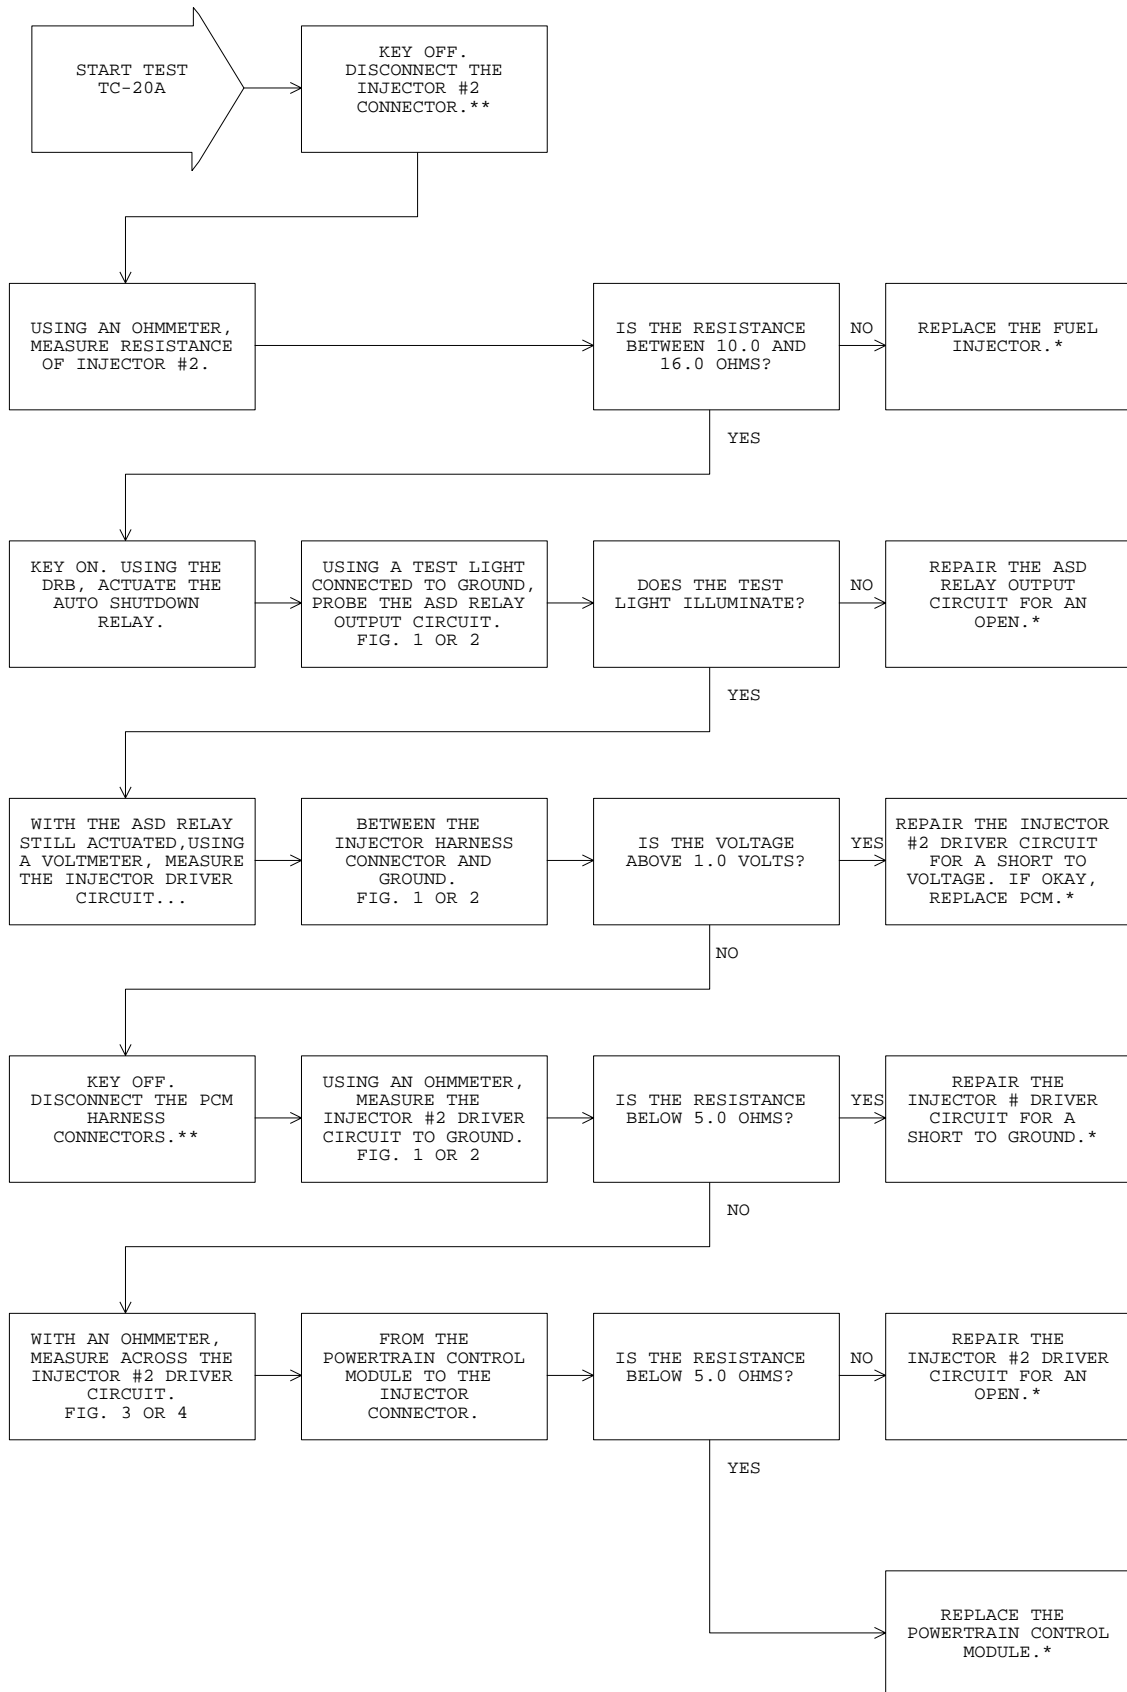 START TEST
TC-20A
KEY OFF.
DISCONNECT THE
INJECTOR #2
CONNECTOR.**
USING AN OHMMETER,
MEASURE RESISTANCE
OF INJECTOR #2.
IS THE RESISTANCE
BETWEEN 10.0 AND
16.0 OHMS?
NO
REPLACE THE FUEL
INJECTOR.*
YES
KEY ON. USING THE
DRB, ACTUATE THE
AUTO SHUTDOWN
RELAY.
USING A TEST LIGHT
CONNECTED TO GROUND,
PROBE THE ASD RELAY
OUTPUT CIRCUIT.
FIG. 1 OR 2
DOES THE TEST
LIGHT ILLUMINATE?
NO
REPAIR THE ASD
RELAY OUTPUT
CIRCUIT FOR AN
OPEN.*
YES
WITH THE ASD RELAY
STILL ACTUATED,USING
A VOLTMETER, MEASURE
THE INJECTOR DRIVER
CIRCUIT...
BETWEEN THE
INJECTOR HARNESS
CONNECTOR AND
GROUND.
FIG. 1 OR 2
IS THE VOLTAGE
ABOVE 1.0 VOLTS?
YES
REPAIR THE INJECTOR
#2 DRIVER CIRCUIT
FOR A SHORT TO
VOLTAGE. IF OKAY,
REPLACE PCM.*
NO
KEY OFF.
DISCONNECT THE PCM
HARNESS
CONNECTORS.**
USING AN OHMMETER,
MEASURE THE
INJECTOR #2 DRIVER
CIRCUIT TO GROUND.
FIG. 1 OR 2
IS THE RESISTANCE
BELOW 5.0 OHMS?
YES
REPAIR THE
INJECTOR # DRIVER
CIRCUIT FOR A
SHORT TO GROUND.*
NO
WITH AN OHMMETER,
MEASURE ACROSS THE
INJECTOR #2 DRIVER
CIRCUIT.
FIG. 3 OR 4
FROM THE
POWERTRAIN CONTROL
MODULE TO THE
INJECTOR
CONNECTOR.
IS THE RESISTANCE
BELOW 5.0 OHMS?
NO
REPAIR THE
INJECTOR #2 DRIVER
CIRCUIT FOR AN
OPEN.*
YES
REPLACE THE
POWERTRAIN CONTROL
MODULE.*